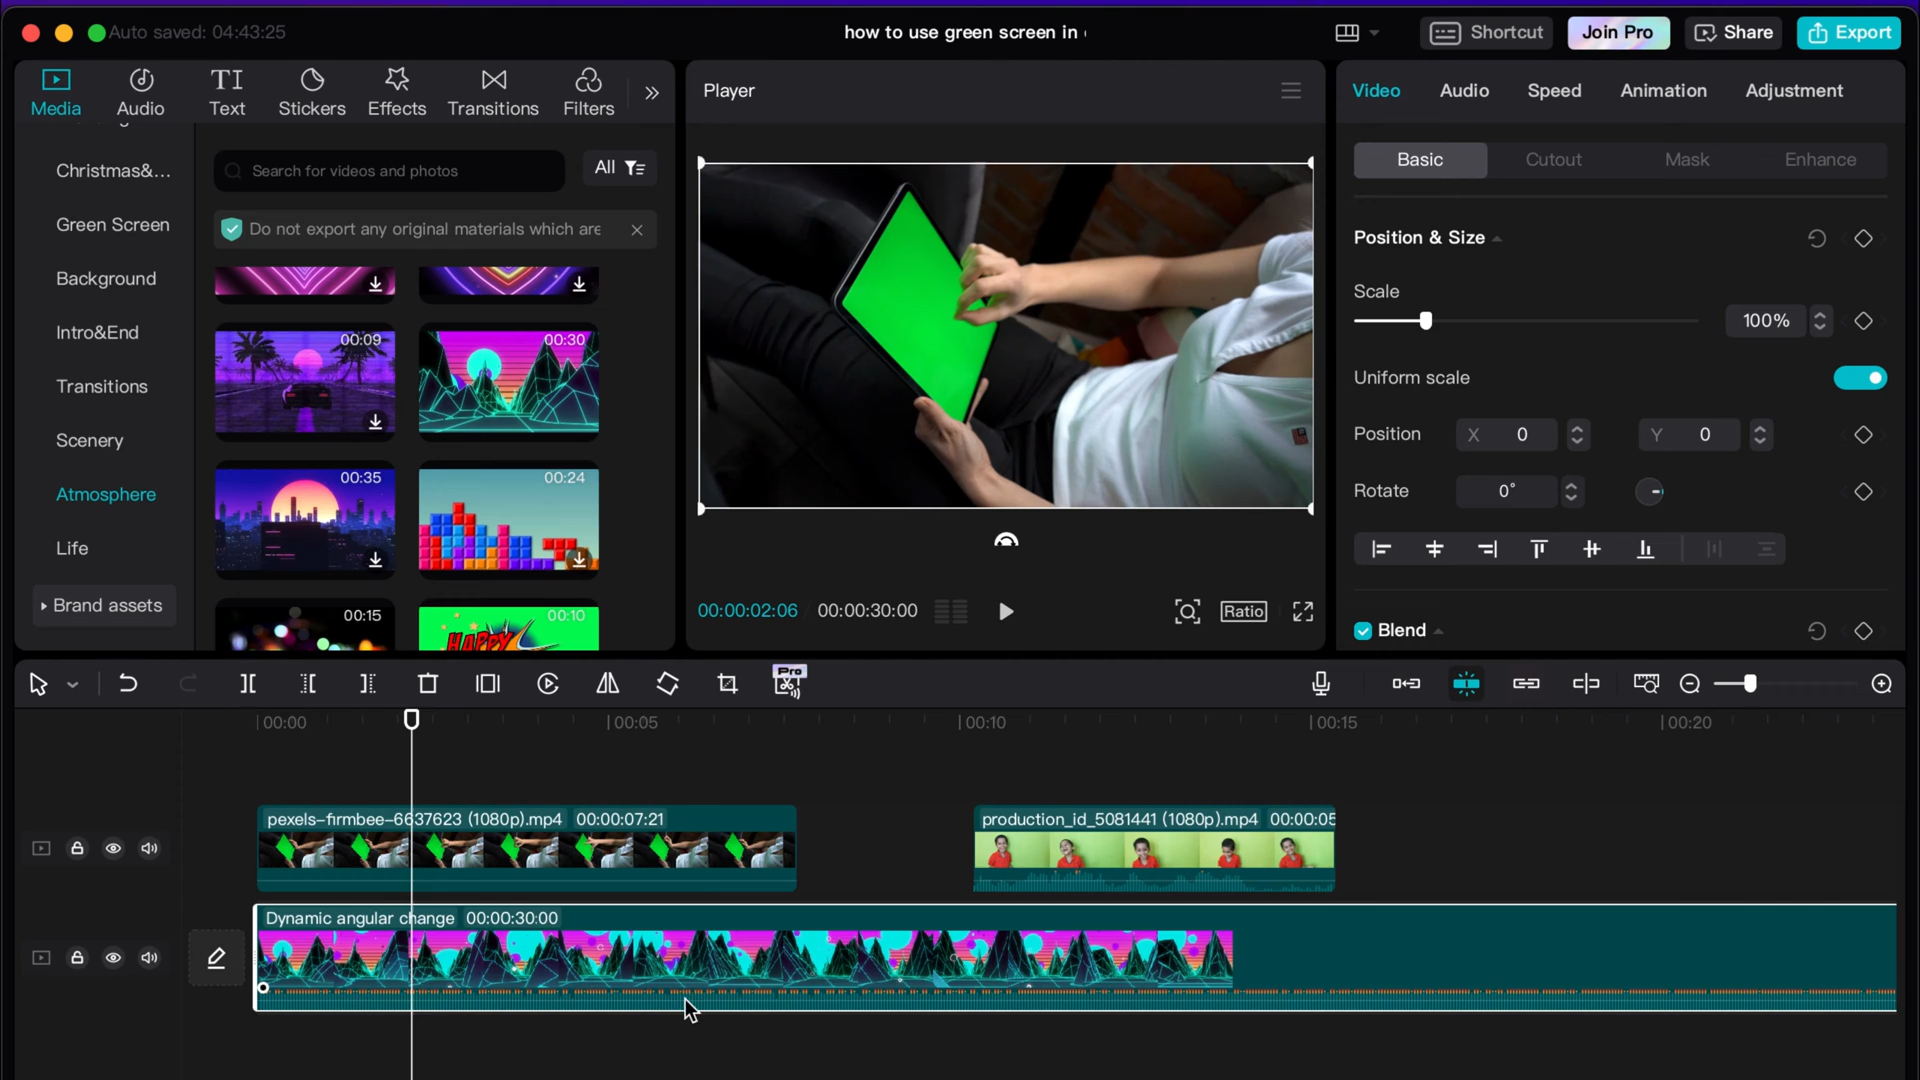 Auto saved: 04:43:25
how to use green screen in
Shortcut
Join Pro
Share
Export
Media
Audio
TI
Text
Stickers
Effects
Transitions
Filters
Christmas&...
Green Screen
Background
Intro&End
Transitions
Scenery
Atmosphere
Life
Brand assets
Search for videos and photos
All
Do not export any original materials which are
00:09
00:30
00:35
00:24
00:15
00:10
HAPPY
Player
00:00:02:06
00:00:30:00
Ratio
Video
Audio
Speed
Animation
Adjustment
Basic
Cutout
Mask
Enhance
Position & Size
Scale
100%
Uniform scale
Position
X 0
Y 0
Rotate
0°
Blend
Pro
00:00
00:05
00:10
00:15
00:20
pexels-firmbee-6637623 (1080p).mp4 00:00:07:21
production_id_5081441 (1080p).mp4 00:00:05
Dynamic angular change 00:00:30:00